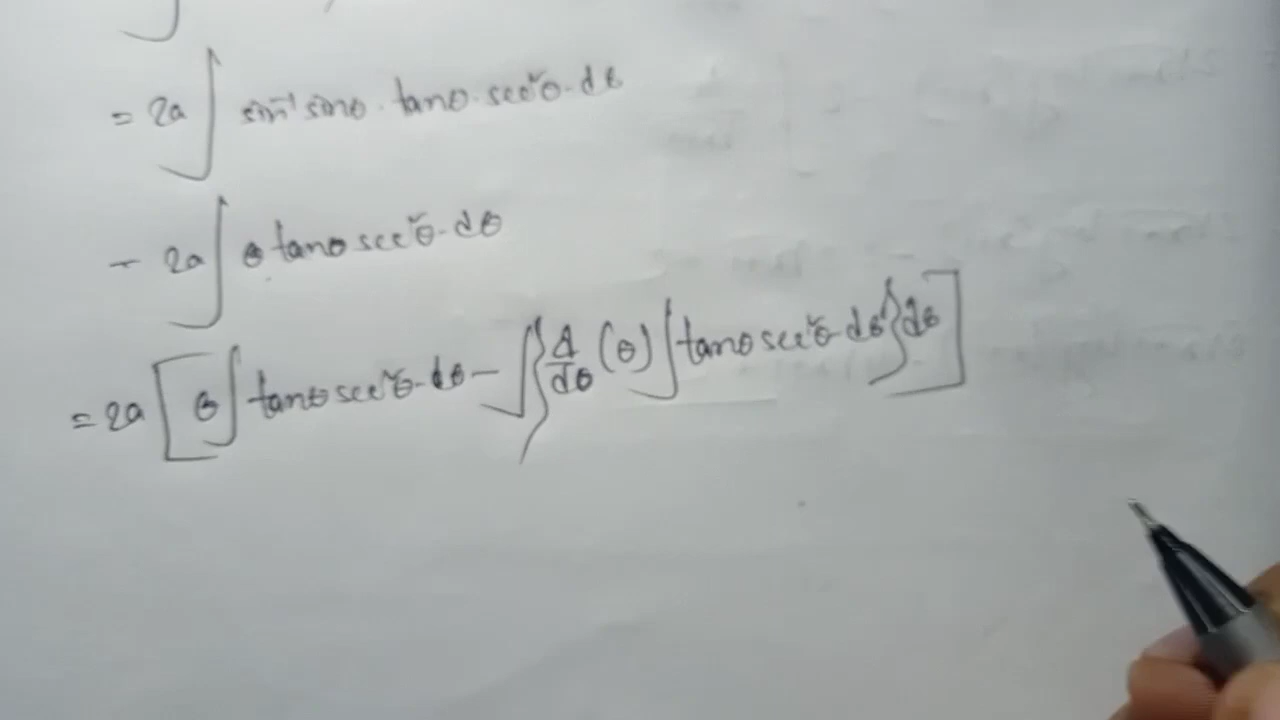 = 2a ∫ sin⁻¹ sinθ · tanθ · sec²θ · dθ
− 2a ∫ θ tanθ sec²θ · dθ
= 2a [ θ ∫ tanθ sec²θ · dθ − ∫ { d/dθ (θ) ∫ tanθ sec²θ · dθ } dθ ]